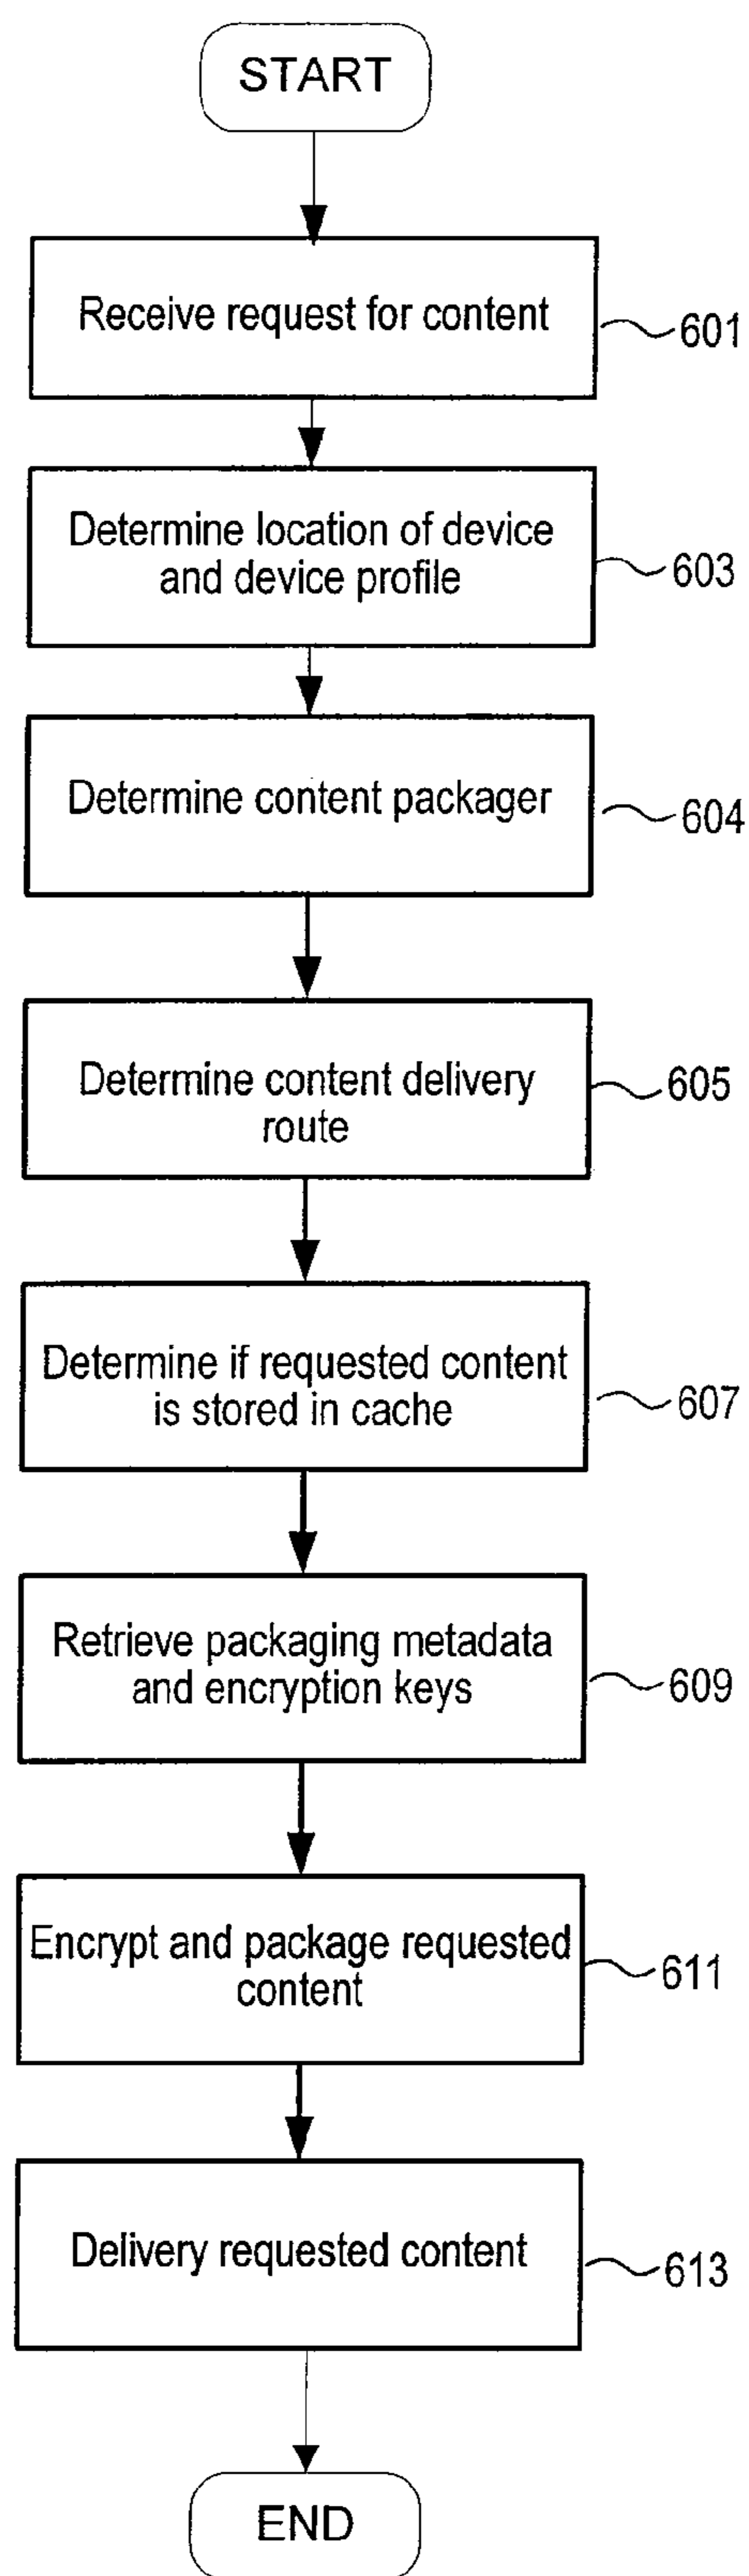 START
Receive request for content
601
Determine location of device
and device profile
603
Determine content packager
604
Determine content delivery
route
605
Determine if requested content
is stored in cache
607
Retrieve packaging metadata
and encryption keys
609
Encrypt and package requested
content
611
Delivery requested content
613
END